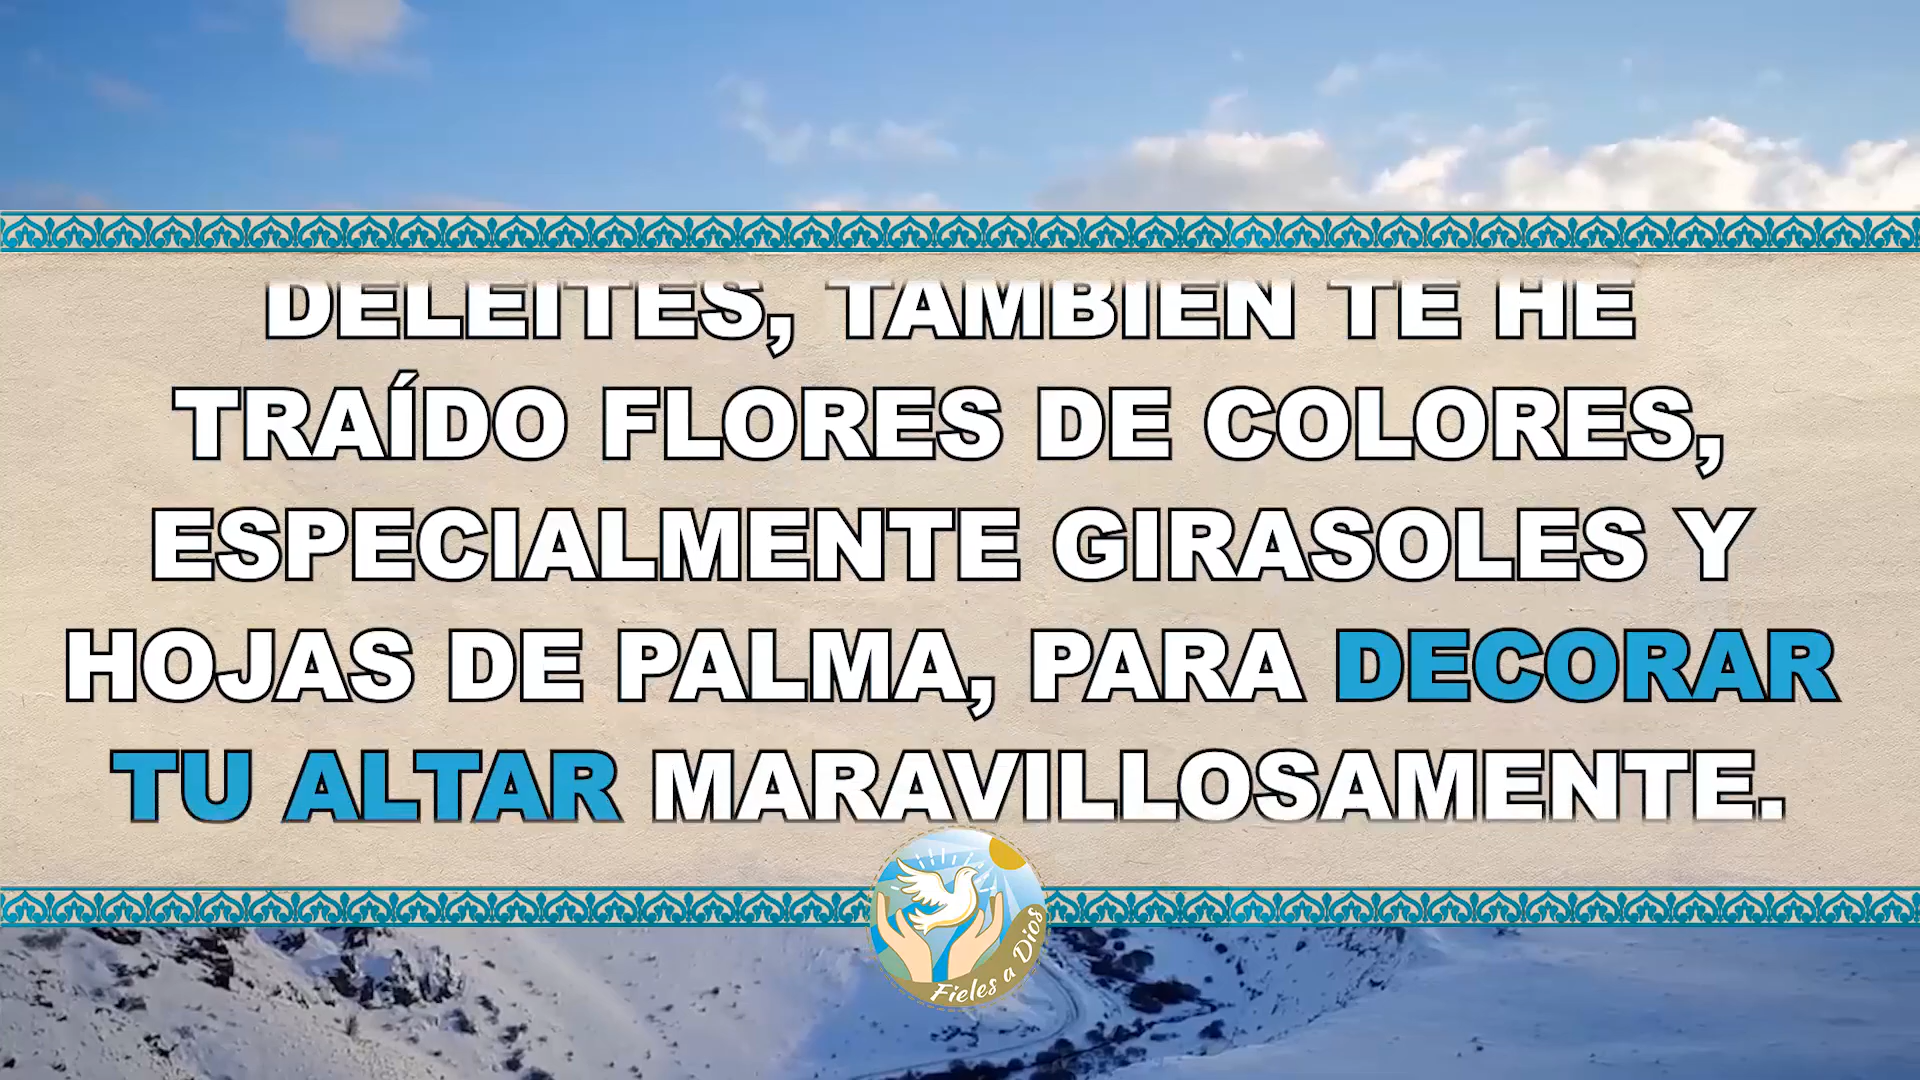 DELEITES, TAMBIÉN TE HE
TRAÍDO FLORES DE COLORES,
ESPECIALMENTE GIRASOLES Y
HOJAS DE PALMA, PARA DECORAR
TU ALTAR MARAVILLOSAMENTE.
Fieles a Dios